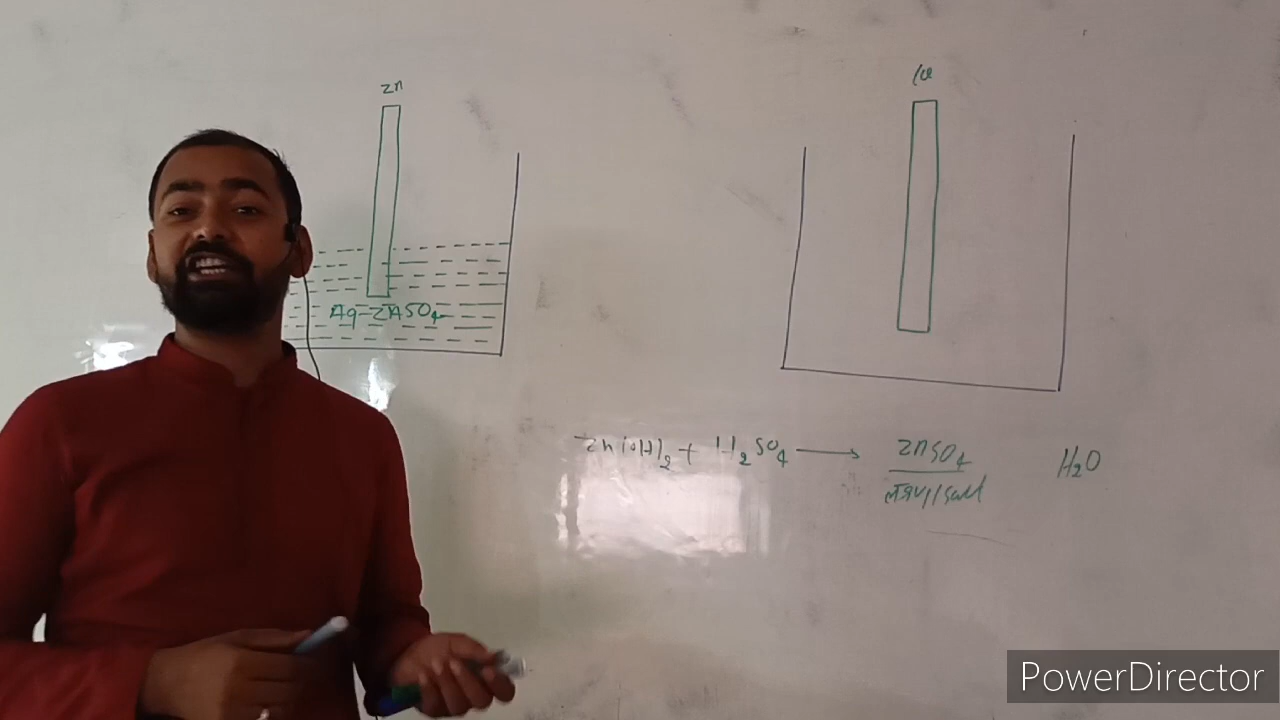 Zn
Cu
Aq-ZnSO4
Zn(OH)2 + H2SO4 ⟶ ZnSO4 H2O
लवण/Salt
PowerDirector